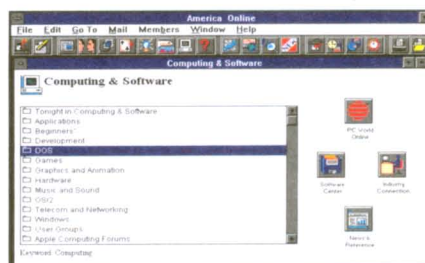 America Online
File Edit Go To Mail Members Window Help
Computing & Software
Computing & Software
Tonight in Computing & Software
Applications
Beginners'
Development
DOS
Games
Graphics and Animation
Hardware
Music and Sound
OS/2
Telecom and Networking
Windows
User Groups
Apple Computing Forums
PC World
Online
Software
Center
Industry
Connection
News &
Reference
Keyword: Computing